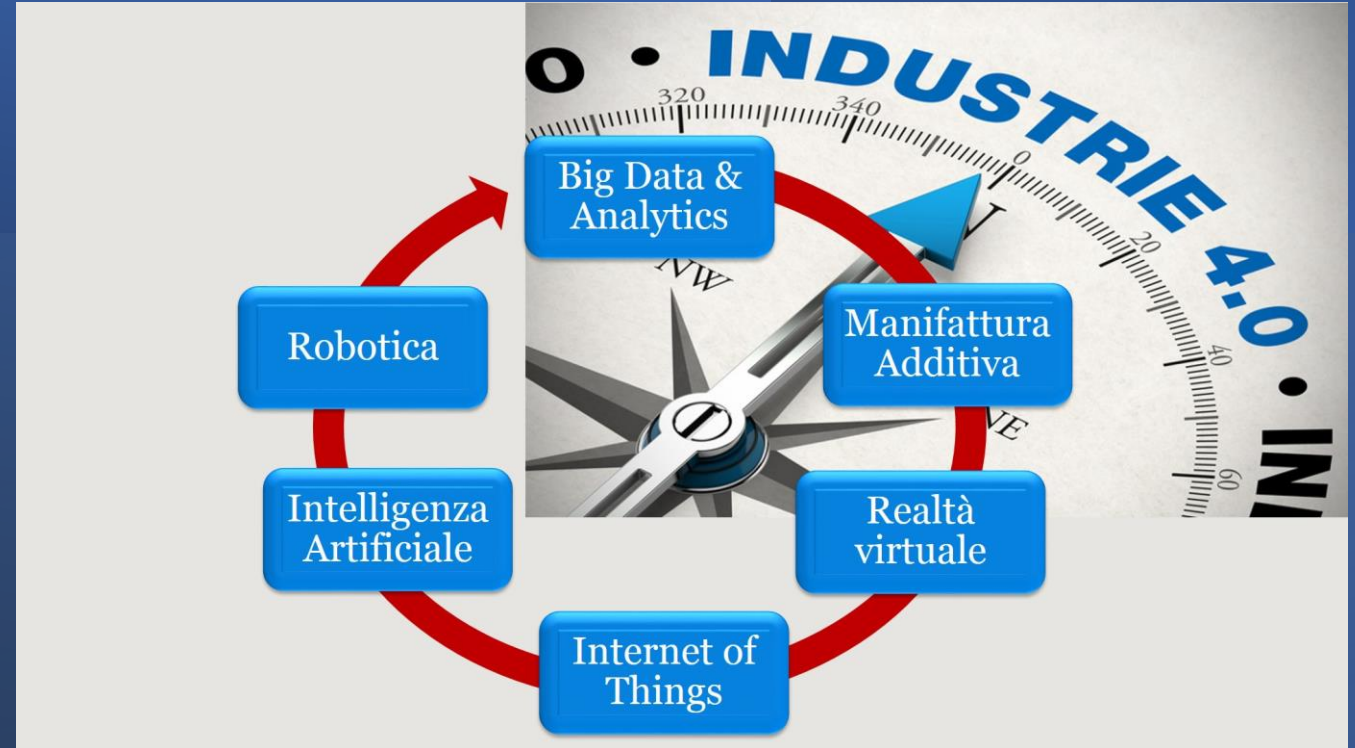 O • INDUSTRIE 4.0 • IN
320
340
0
20
40
60
N
NW
NE
Big Data &
Analytics
Manifattura
Additiva
Realtà
virtuale
Internet of
Things
Intelligenza
Artificiale
Robotica